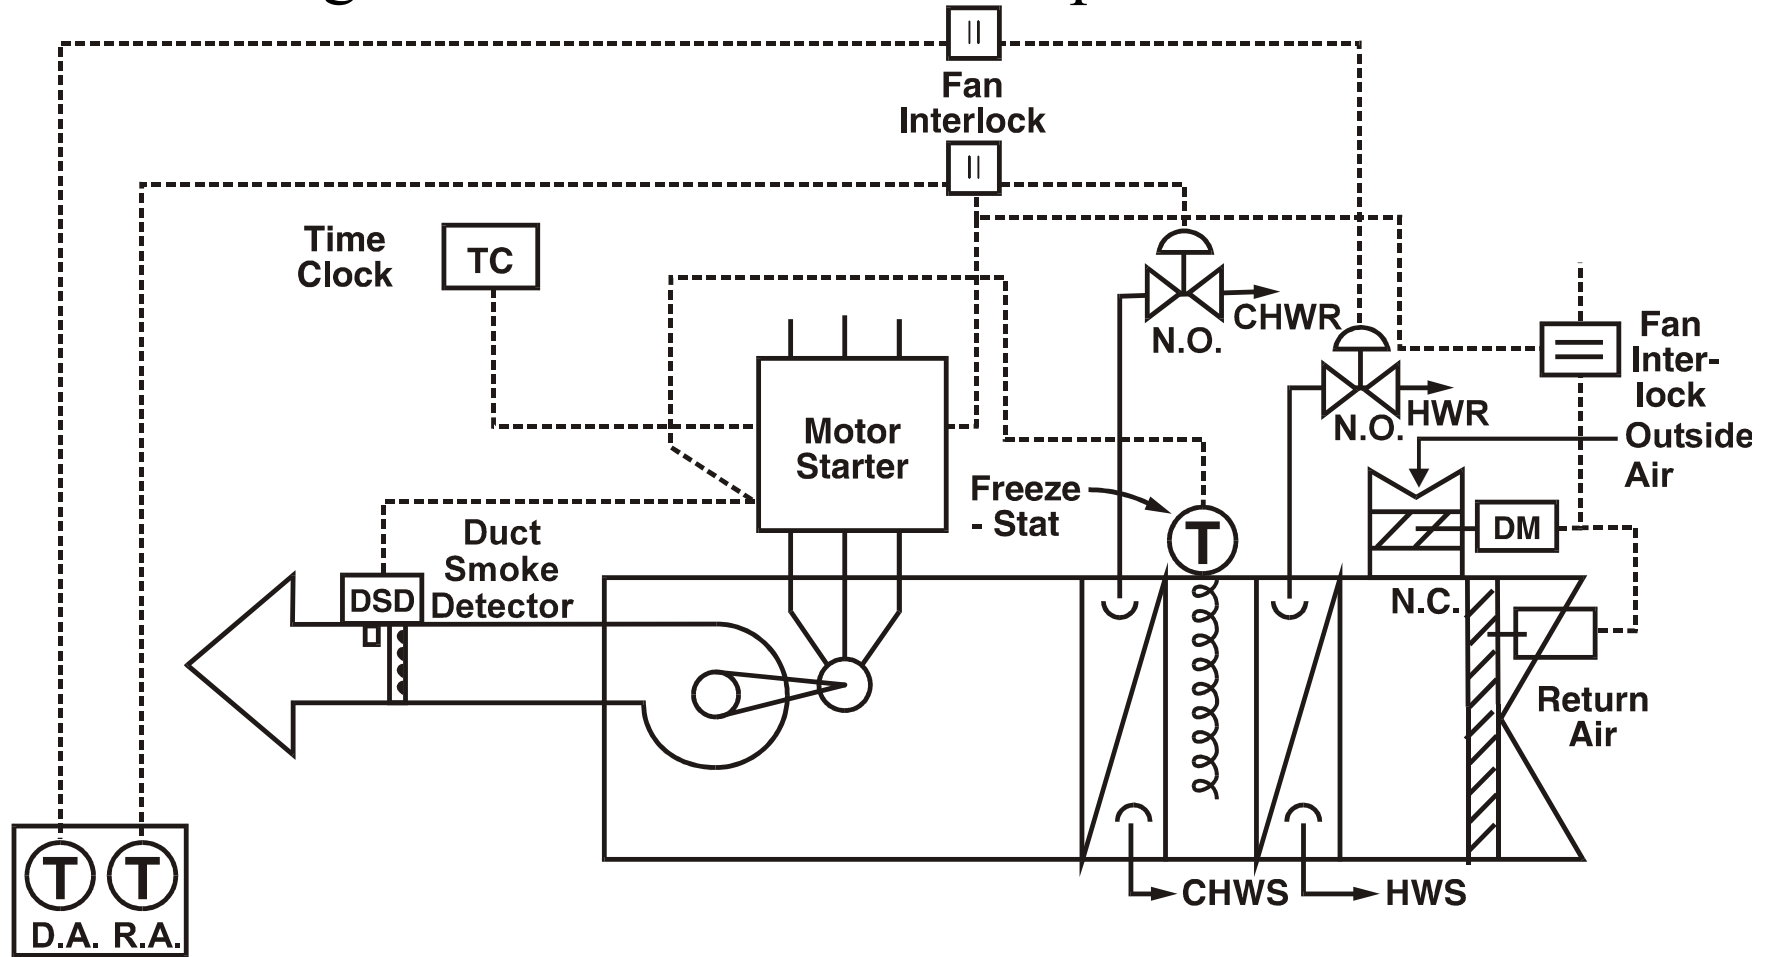 Fan
Interlock
Time
Clock
TC
CHWR
N.O.
Fan
Inter-
lock
HWR
N.O.
Motor
Starter
Outside
Air
Freeze
- Stat
T
DM
Duct
Smoke
Detector
DSD
N.C.
Return
Air
T
T
D.A.
R.A.
CHWS
HWS